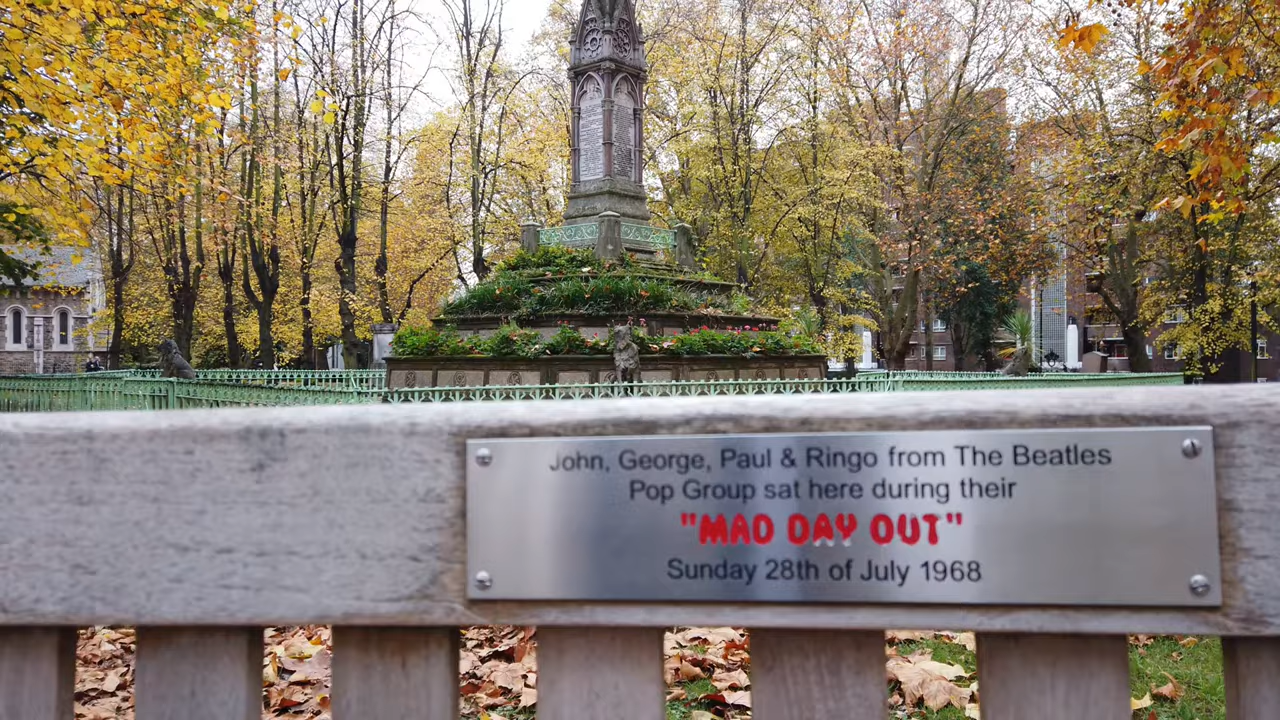 John, George, Paul & Ringo from The Beatles
Pop Group sat here during their
"MAD DAY OUT"
Sunday 28th of July 1968